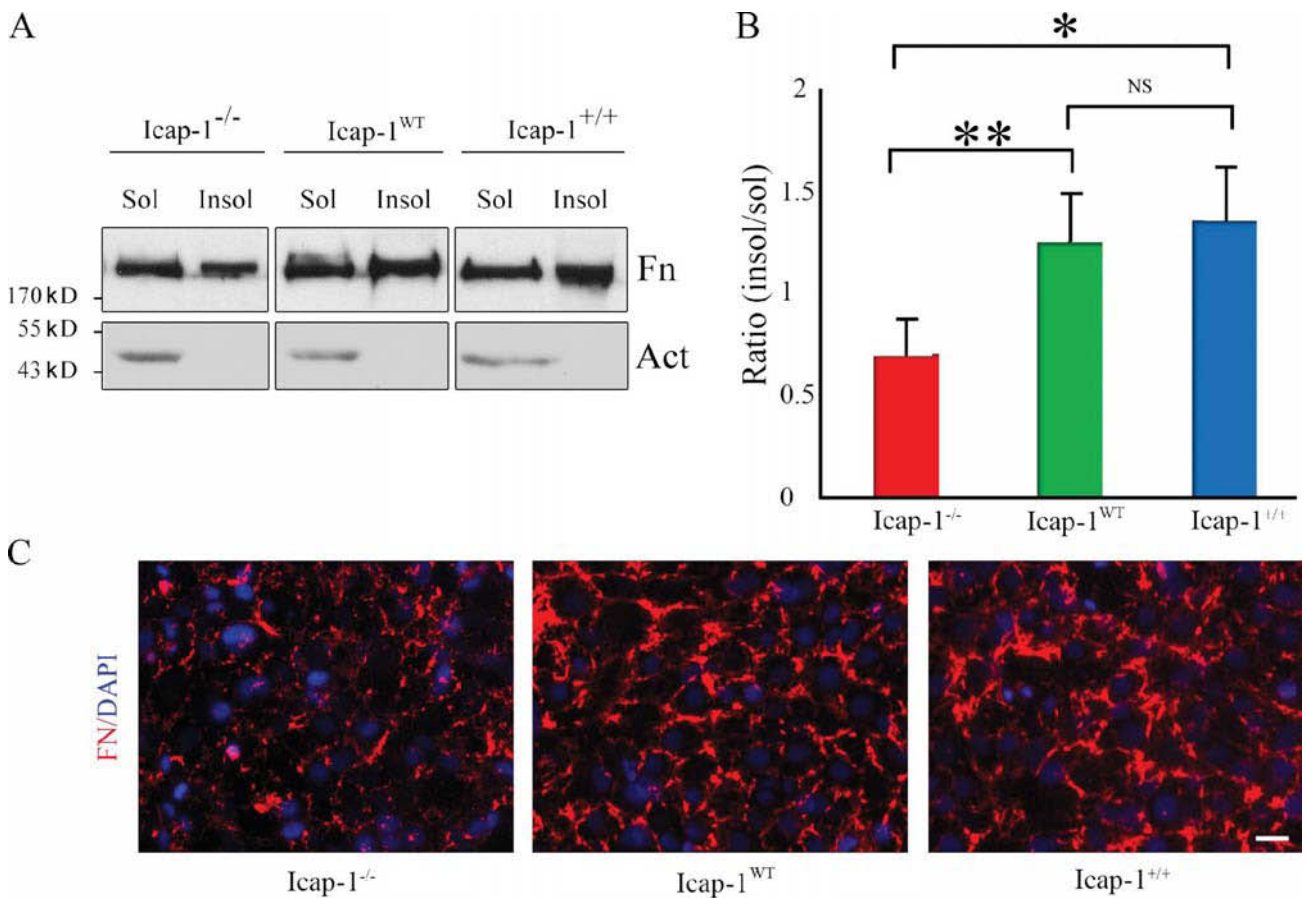 A
Icap-1-/- Icap-1WT Icap-1+/+
Sol Insol Sol Insol Sol Insol
Fn
170 kD
55 kD
Act
43 kD
B
*
NS
**
2
1.5
1
0.5
0
Ratio (insol/sol)
Icap-1-/- Icap-1WT Icap-1+/+
C
FN/DAPI
Icap-1-/- Icap-1WT Icap-1+/+